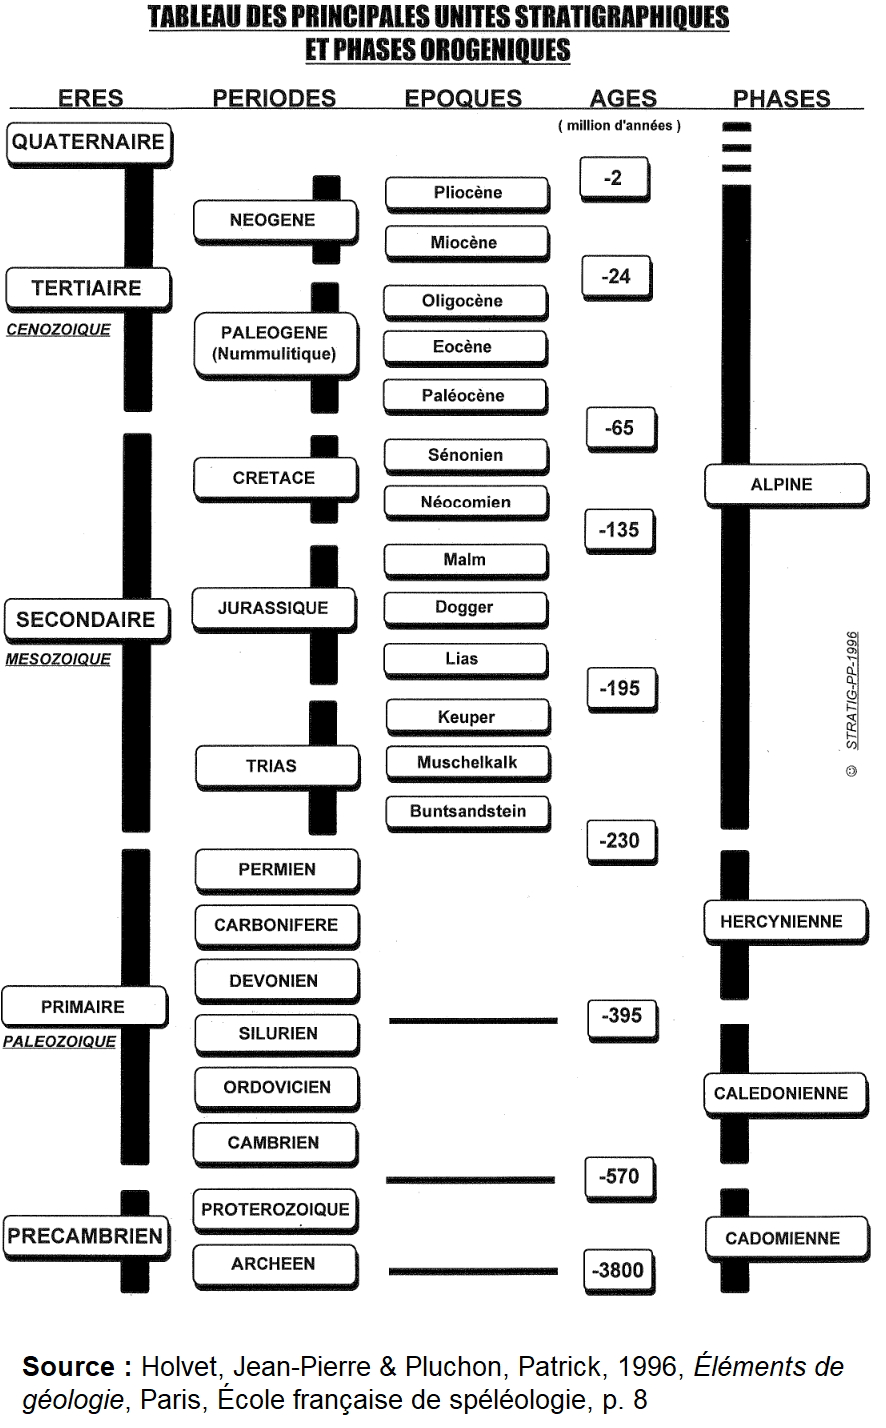 TABLEAU DES PRINCIPALES UNITES STRATIGRAPHIQUES
ET PHASES OROGENIQUES
ERES PERIODES EPOQUES AGES PHASES
( million d'années )
QUATERNAIRE
-2
Pliocène
NEOGENE
Miocène
-24
TERTIAIRE
CENOZOIQUE
Oligocène
PALEOGENE
(Nummulitique)
Eocène
Paléocène
-65
Sénonien
CRETACE
ALPINE
Néocomien
-135
Malm
JURASSIQUE
Dogger
SECONDAIRE
MESOZOIQUE
Lias
-195
Keuper
TRIAS
Muschelkalk
Buntsandstein
-230
☺ STRATIG-PP-1996
PERMIEN
CARBONIFERE
HERCYNIENNE
DEVONIEN
PRIMAIRE
PALEOZOIQUE
-395
SILURIEN
ORDOVICIEN
CALEDONIENNE
CAMBRIEN
-570
PROTEROZOIQUE
PRECAMBRIEN
CADOMIENNE
ARCHEEN
-3800
Source : Holvet, Jean-Pierre & Pluchon, Patrick, 1996, Éléments de
géologie, Paris, École française de spéléologie, p. 8